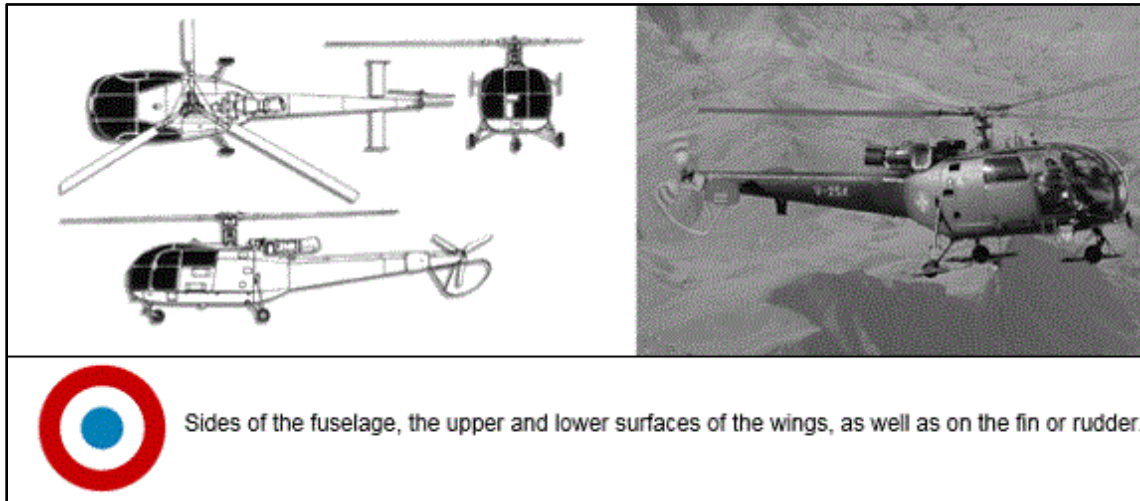 V-254
Sides of the fuselage, the upper and lower surfaces of the wings, as well as on the fin or rudder.